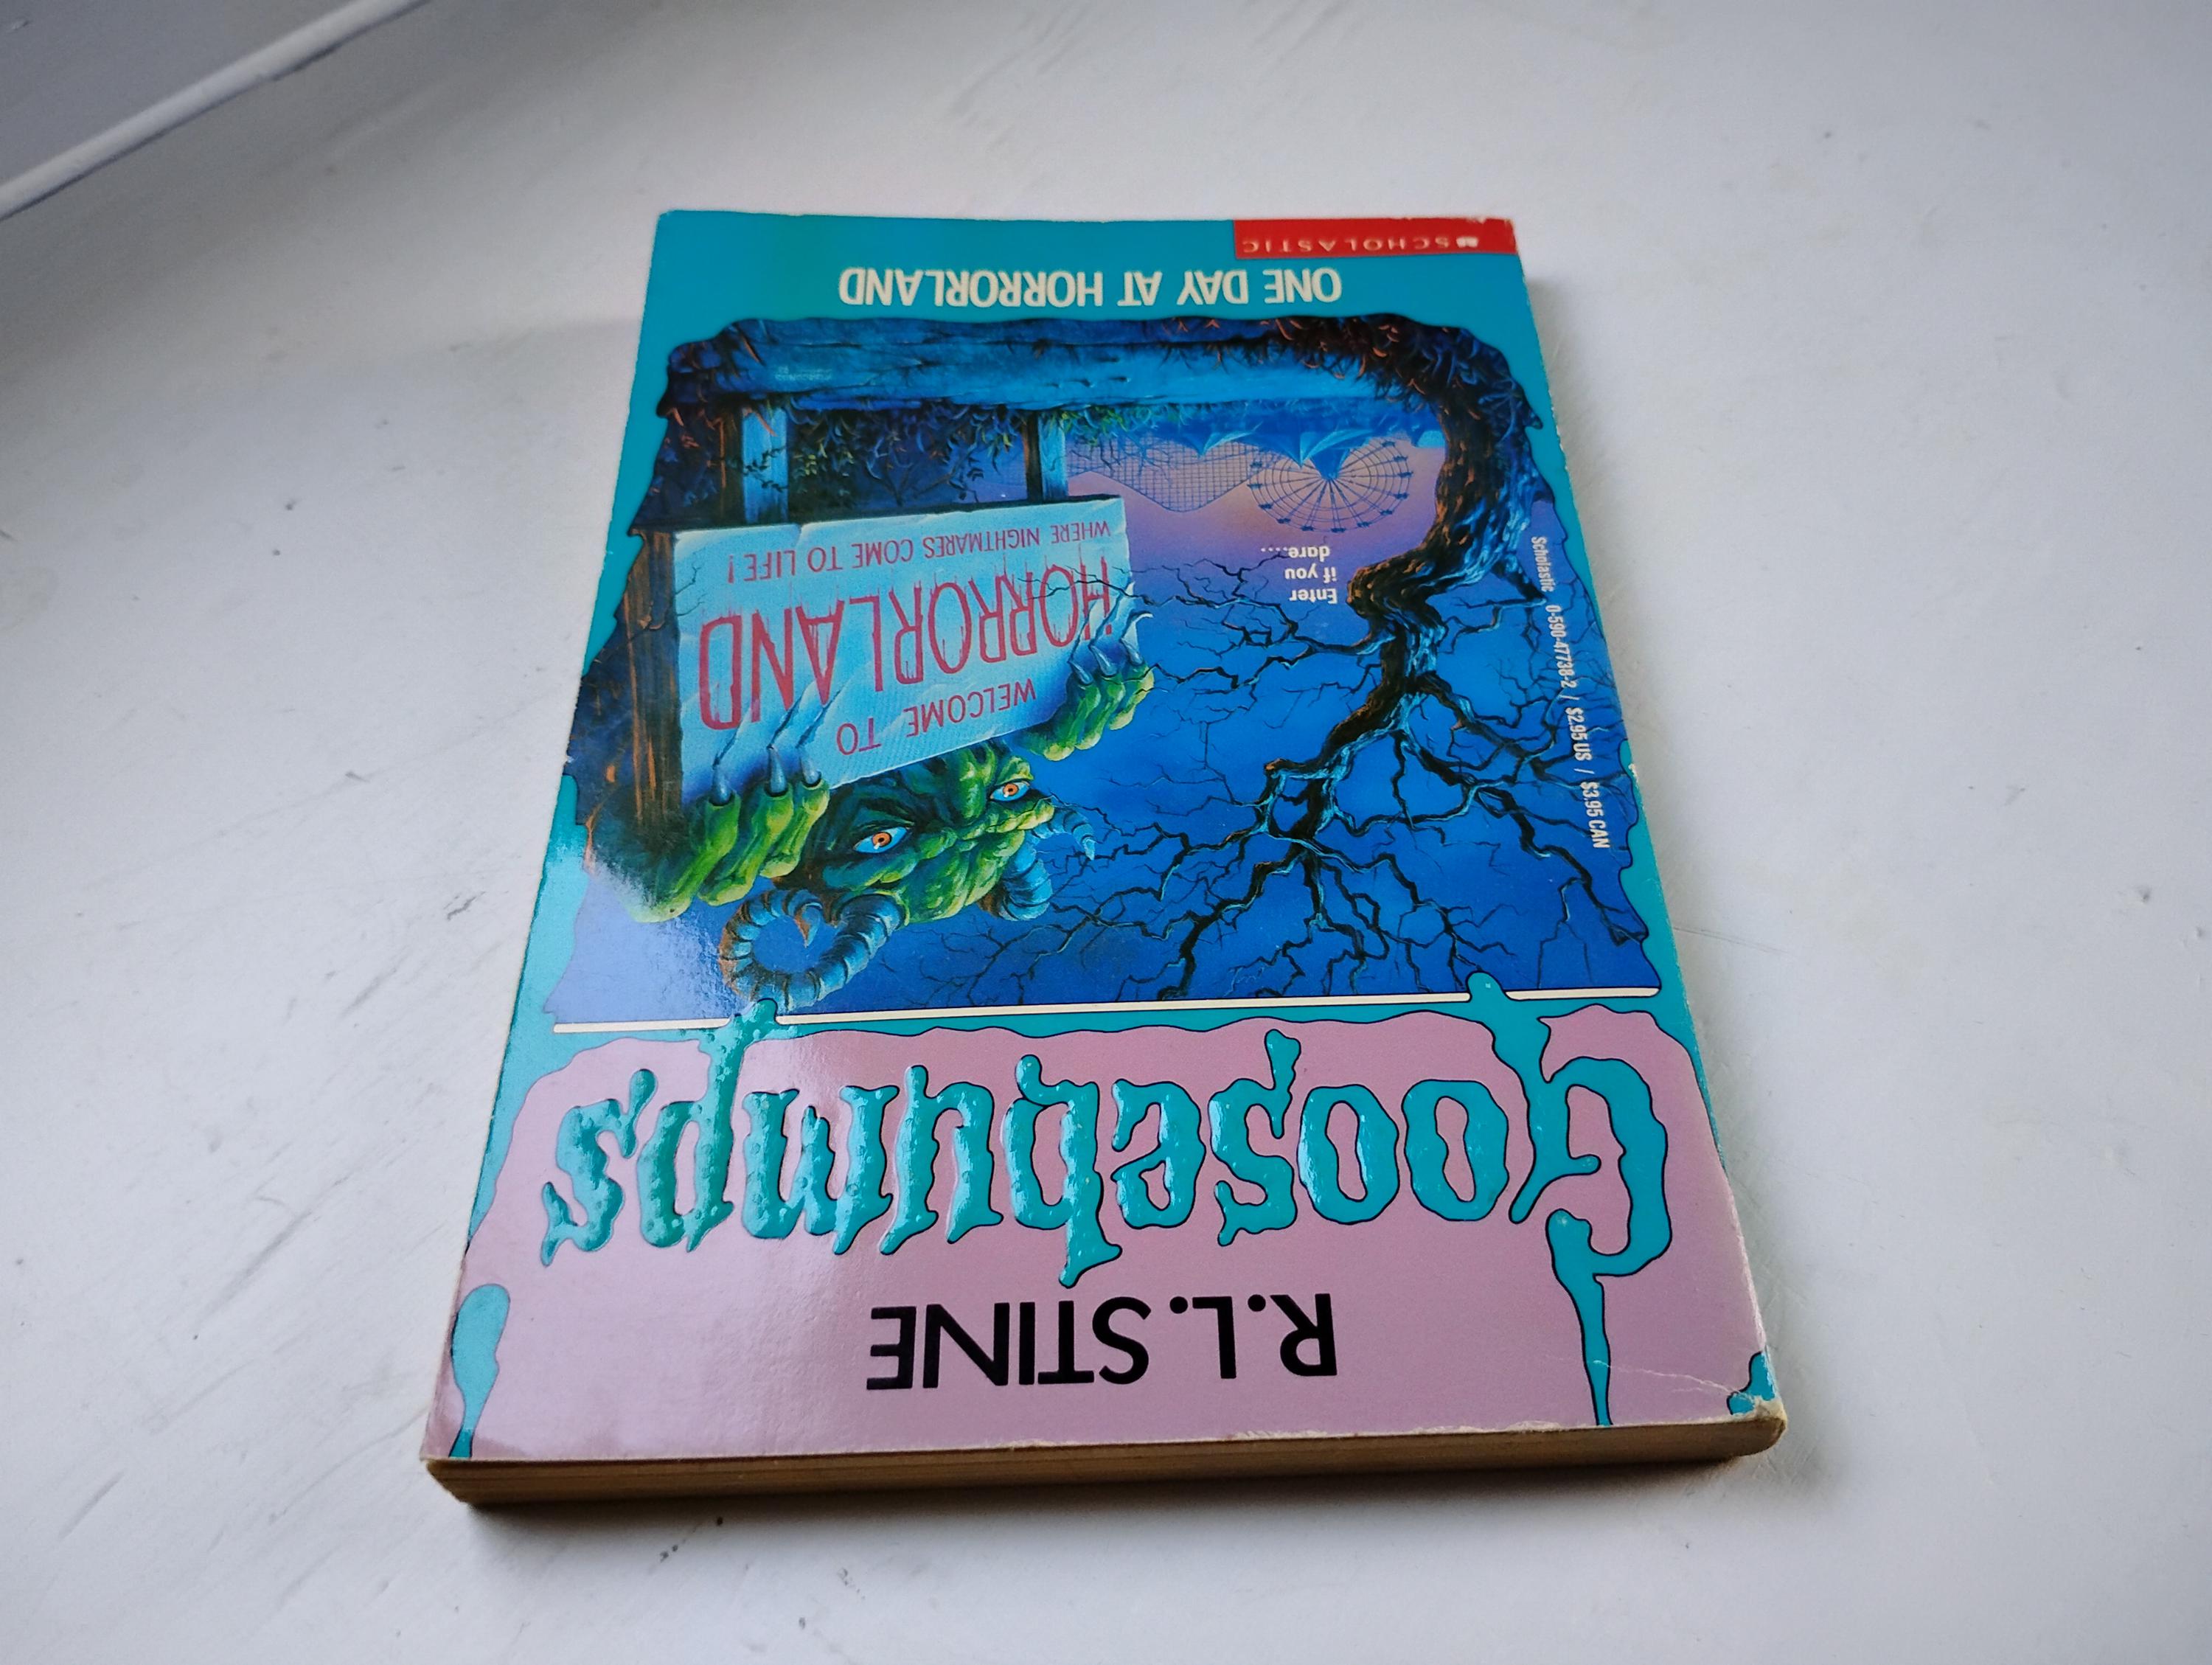 R.L. STINE
Goosebumps
Scholastic 0-590-47738-2 / $2.95 US / $3.95 CAN
WELCOME TO
HORRORLAND
WHERE NIGHTMARES COME TO LIFE!
Enter
if you
dare....
ONE DAY AT HORRORLAND
SCHOLASTIC